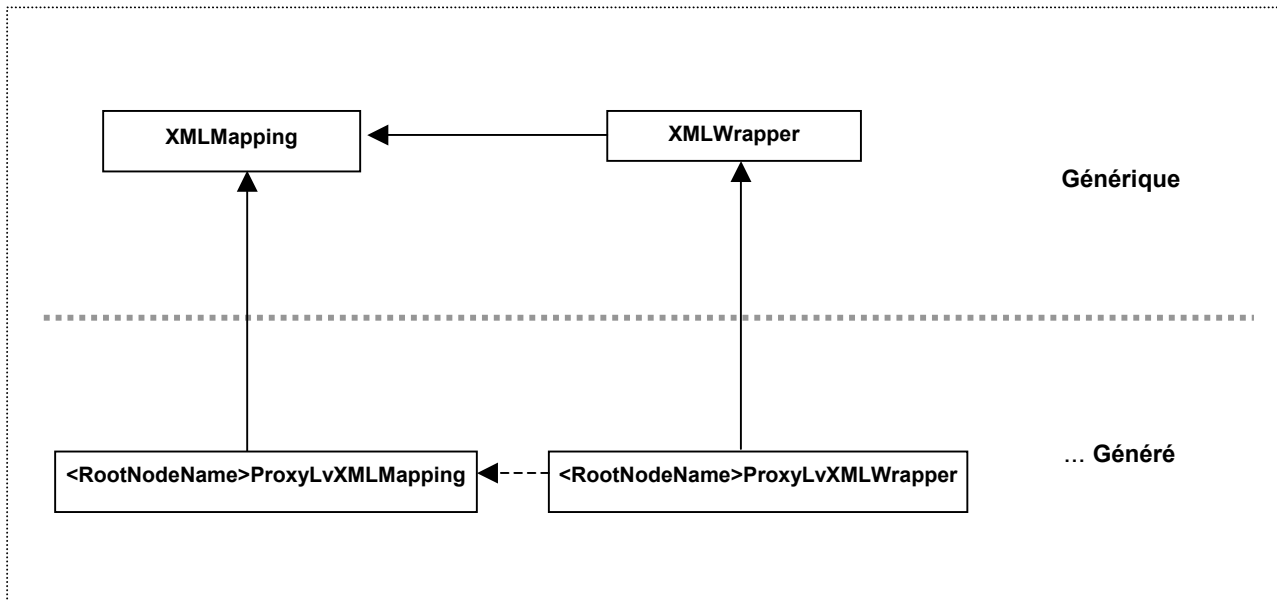 XMLMapping
XMLWrapper
Générique
<RootNodeName>ProxyLvXMLMapping
<RootNodeName>ProxyLvXMLWrapper
... Généré